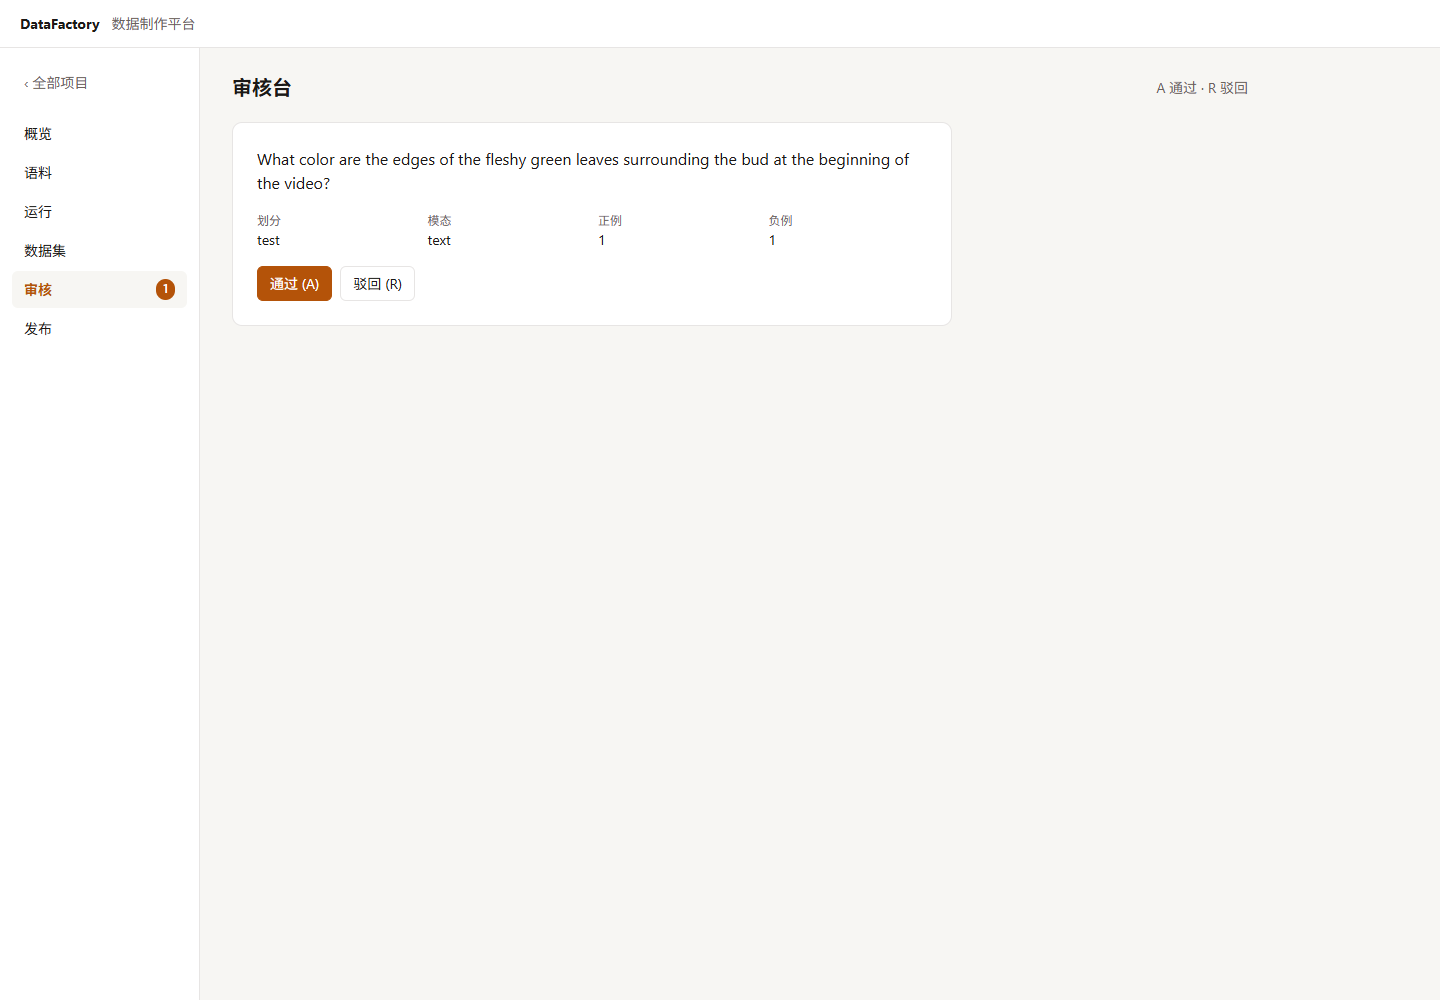 DataFactory 数据制作平台
‹ 全部项目
概览
语料
运行
数据集
审核 1
发布
审核台
A 通过 · R 驳回
What color are the edges of the fleshy green leaves surrounding the bud at the beginning of
the video?
划分 模态 正例 负例
test text 1 1
通过 (A) 驳回 (R)